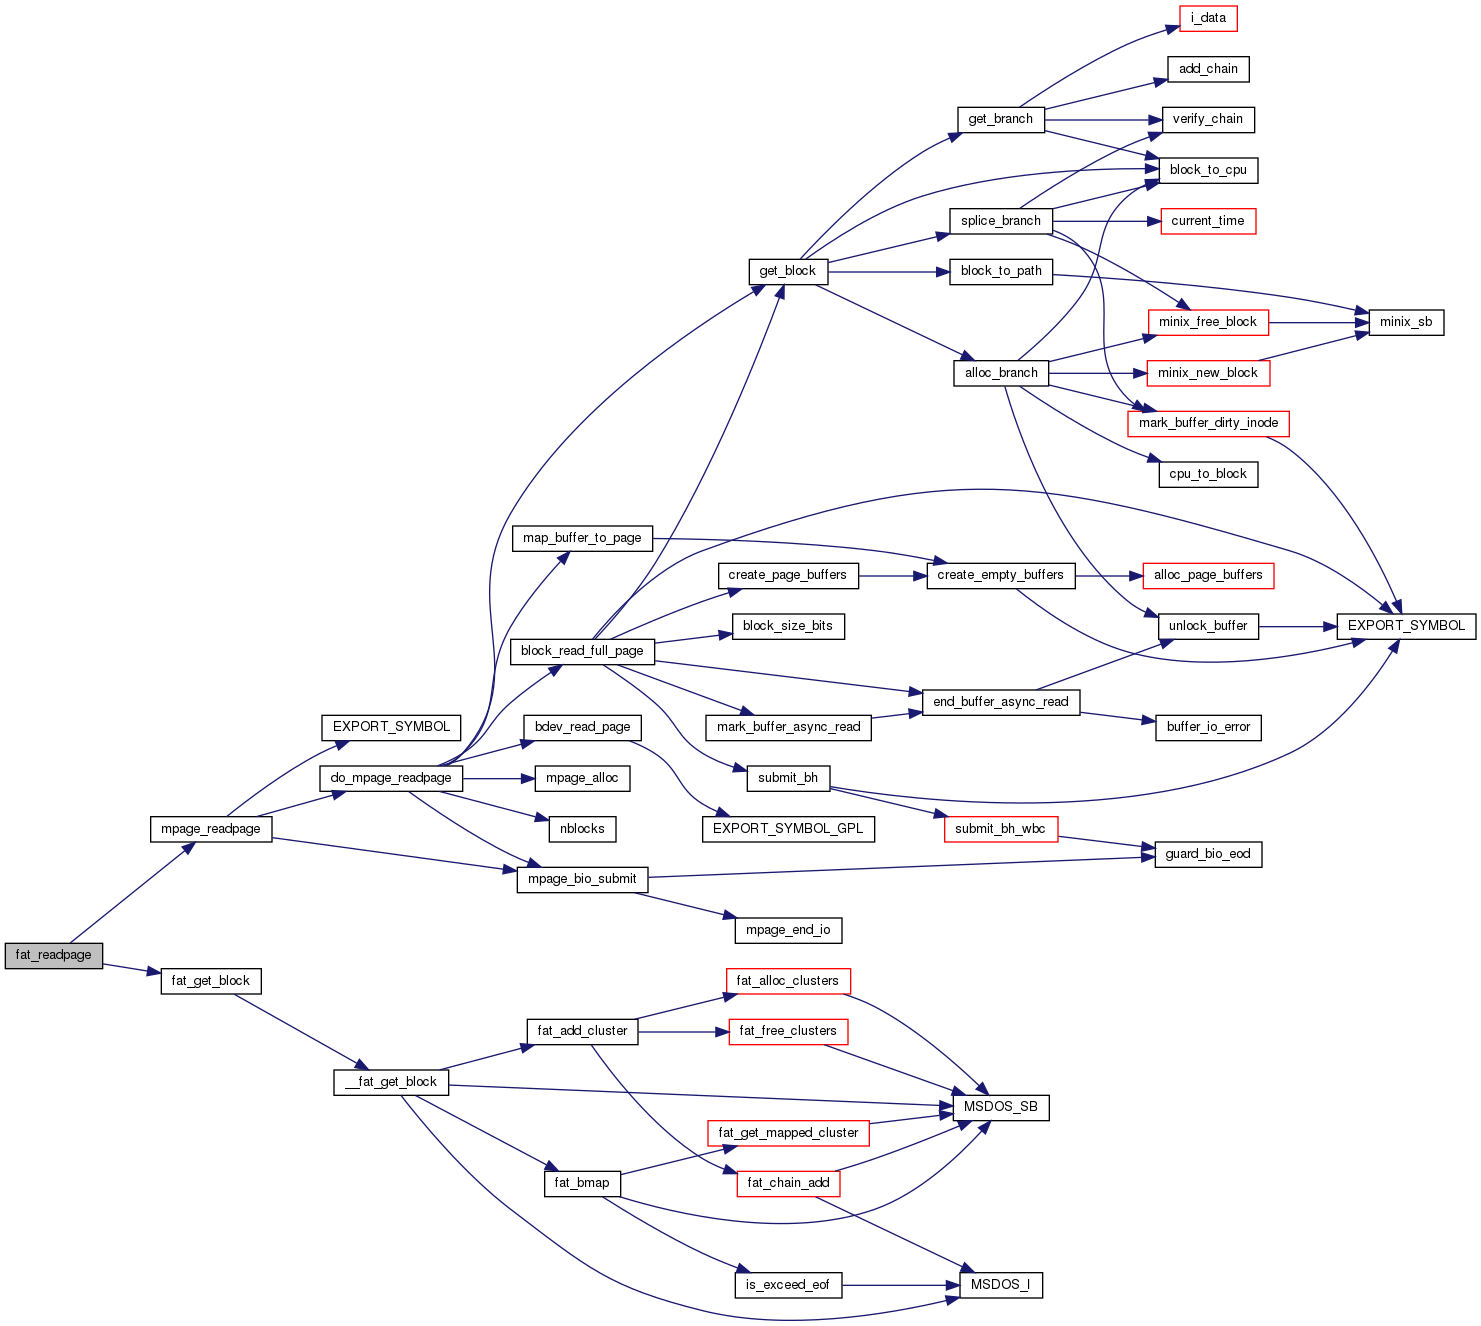 i_data
add_chain
get_branch
verify_chain
block_to_cpu
splice_branch
current_time
get_block
block_to_path
minix_free_block
minix_sb
alloc_branch
minix_new_block
mark_buffer_dirty_inode
cpu_to_block
map_buffer_to_page
create_page_buffers
create_empty_buffers
alloc_page_buffers
block_size_bits
unlock_buffer
EXPORT_SYMBOL
block_read_full_page
end_buffer_async_read
EXPORT_SYMBOL
bdev_read_page
mark_buffer_async_read
buffer_io_error
do_mpage_readpage
mpage_alloc
submit_bh
mpage_readpage
nblocks
EXPORT_SYMBOL_GPL
submit_bh_wbc
guard_bio_eod
mpage_bio_submit
mpage_end_io
fat_readpage
fat_get_block
fat_alloc_clusters
fat_add_cluster
fat_free_clusters
__fat_get_block
MSDOS_SB
fat_get_mapped_cluster
fat_bmap
fat_chain_add
is_exceed_eof
MSDOS_I